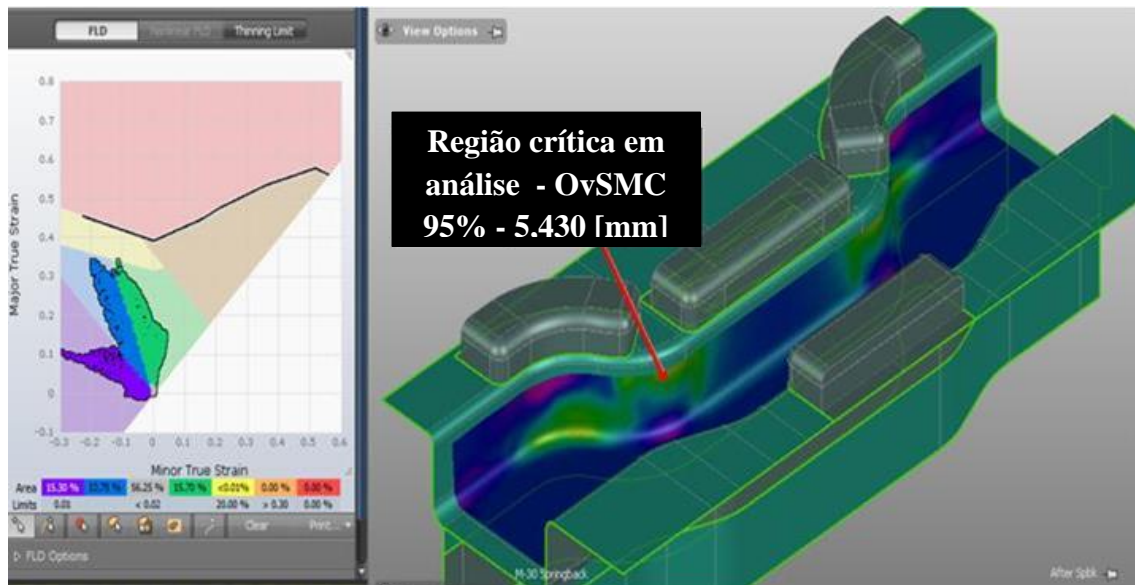 FLD Nonlinear FLD Thinning Limit
View Options
Região crítica em
análise - OvSMC
95% - 5,430 [mm]
0.8
0.7
0.6
0.5
0.4
0.3
0.2
0.1
0
-0.1
Major True Strain
-0.3 -0.2 -0.1 0 0.1 0.2 0.3 0.4 0.5 0.6
Minor True Strain
Area 15.30 % 56.25 % 15.70 % <0.01% 0.00 % 0.00 %
Limits 0.01 < 0.02 20.00 % > 0.30 0.00 %
Clear Print...
FLD Options
M-30 Springback
After Spbk